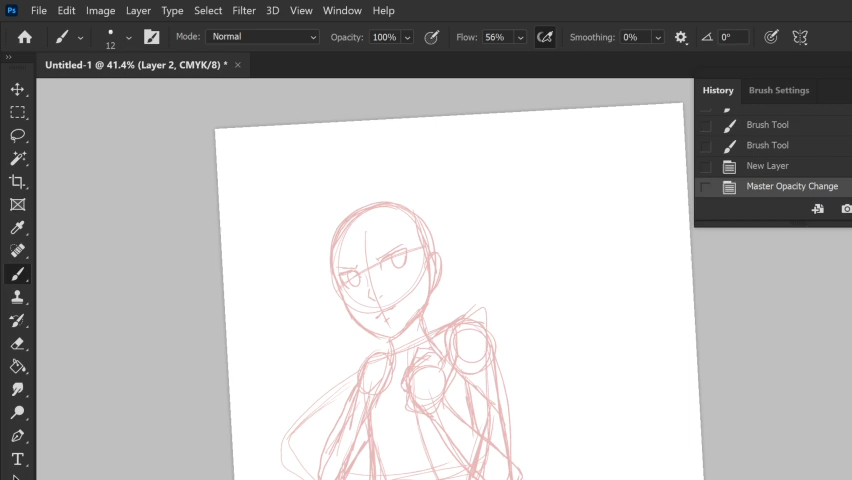 Ps File Edit Image Layer Type Select Filter 3D View Window Help
12 Mode: Normal Opacity: 100% Flow: 56% Smoothing: 0% 0°
Untitled-1 @ 41.4% (Layer 2, CMYK/8) * ×
History Brush Settings
Brush Tool
Brush Tool
New Layer
Master Opacity Change